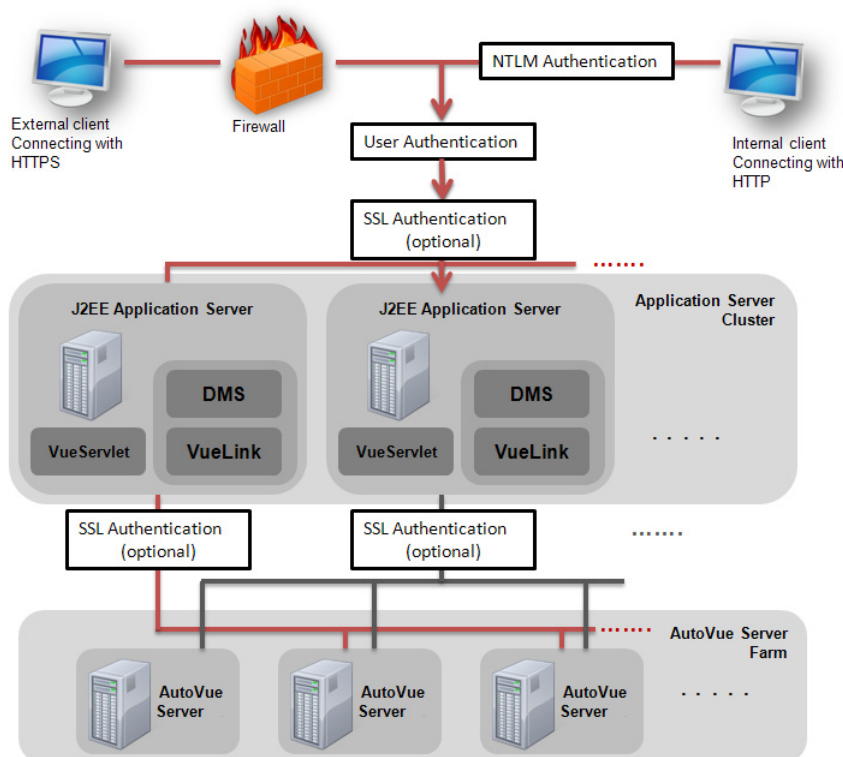 NTLM Authentication
External client
Connecting with
HTTPS
Firewall
Internal client
Connecting with
HTTP
User Authentication
SSL Authentication
(optional)
.......
J2EE Application Server
J2EE Application Server
Application Server
Cluster
DMS
DMS
VueServlet
VueLink
VueServlet
VueLink
. . . . .
SSL Authentication
(optional)
SSL Authentication
(optional)
.......
.......
AutoVue Server
Farm
AutoVue
Server
AutoVue
Server
AutoVue
Server
. . . . .